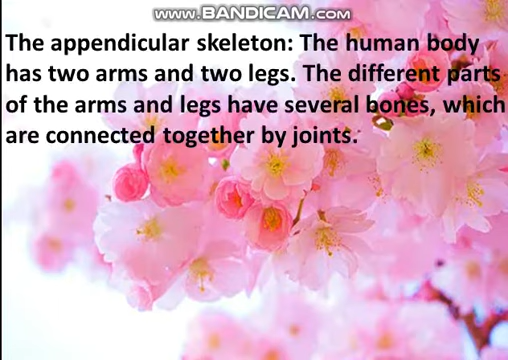 www.BANDICAM.com
The appendicular skeleton: The human body
has two arms and two legs. The different parts
of the arms and legs have several bones, which
are connected together by joints.